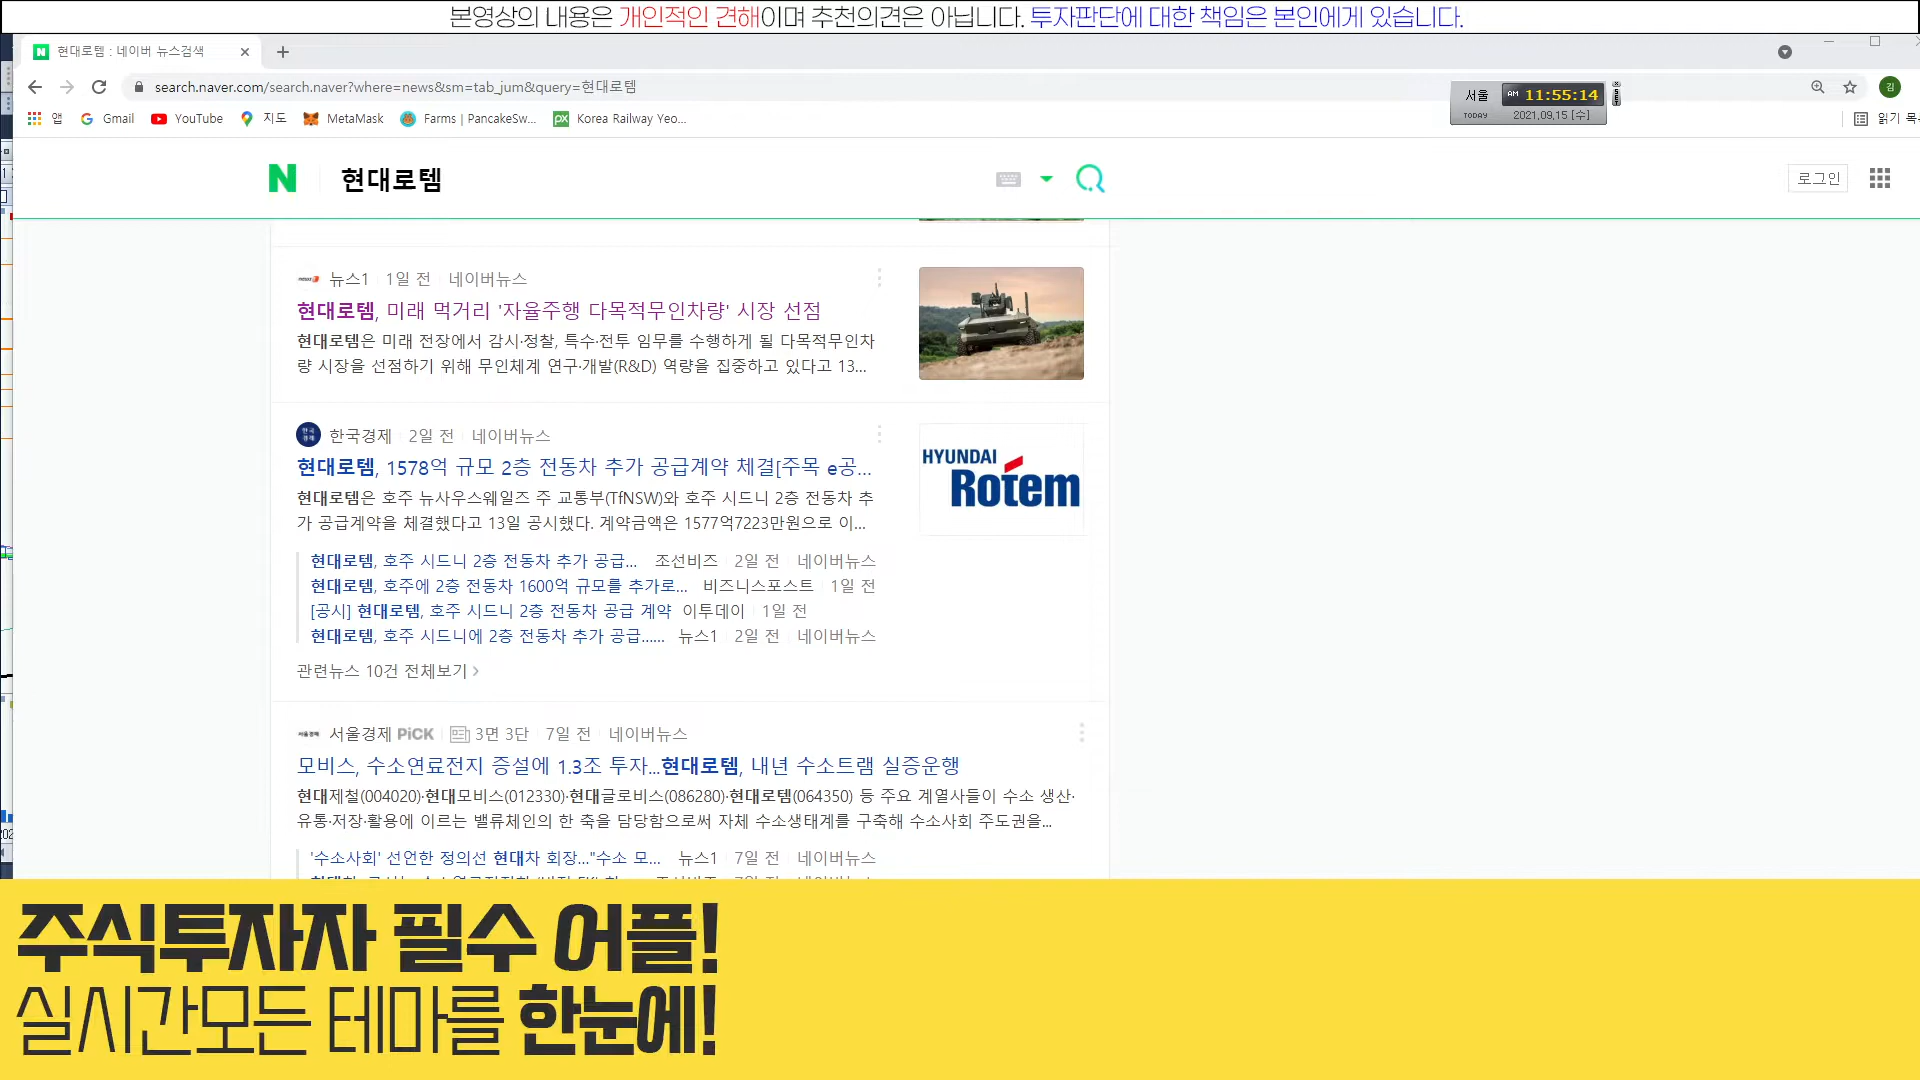 본영상의 내용은 개인적인 견해이며 추천의견은 아닙니다. 투자판단에 대한 책임은 본인에게 있습니다.
현대로템 : 네이버 뉴스검색
search.naver.com/search.naver?where=news&sm=tab_jum&query=현대로템
서울 AM 11:55:14
TODAY 2021.09.15 [수]
김
앱 Gmail YouTube 지도 MetaMask Farms | PancakeSw... Korea Railway Yeo...
읽기 목
N 현대로템
로그인
뉴스1 1일 전 네이버뉴스
현대로템, 미래 먹거리 '자율주행 다목적무인차량' 시장 선점
현대로템은 미래 전장에서 감시·정찰, 특수·전투 임무를 수행하게 될 다목적무인차
량 시장을 선점하기 위해 무인체계 연구·개발(R&D) 역량을 집중하고 있다고 13...
한국경제 2일 전 네이버뉴스
현대로템, 1578억 규모 2층 전동차 추가 공급계약 체결[주목 e공...
현대로템은 호주 뉴사우스웨일즈 주 교통부(TfNSW)와 호주 시드니 2층 전동차 추
가 공급계약을 체결했다고 13일 공시했다. 계약금액은 1577억7223만원으로 이...
HYUNDAI
Rotem
현대로템, 호주 시드니 2층 전동차 추가 공급... 조선비즈 2일 전 네이버뉴스
현대로템, 호주에 2층 전동차 1600억 규모를 추가로... 비즈니스포스트 1일 전
[공시] 현대로템, 호주 시드니 2층 전동차 공급 계약 이투데이 1일 전
현대로템, 호주 시드니에 2층 전동차 추가 공급...... 뉴스1 2일 전 네이버뉴스
관련뉴스 10건 전체보기
서울경제 PiCK 3면 3단 7일 전 네이버뉴스
모비스, 수소연료전지 증설에 1.3조 투자...현대로템, 내년 수소트램 실증운행
현대제철(004020)·현대모비스(012330)·현대글로비스(086280)·현대로템(064350) 등 주요 계열사들이 수소 생산·
유통·저장·활용에 이르는 밸류체인의 한 축을 담당함으로써 자체 수소생태계를 구축해 수소사회 주도권을...
'수소사회' 선언한 정의선 현대차 회장..."수소 모... 뉴스1 7일 전 네이버뉴스
주식투자자 필수 어플!
실시간모든 테마를 한눈에!